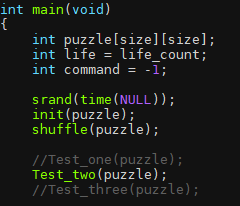 int main(void)
{
    int puzzle[size][size];
    int life = life_count;
    int command = -1;

    srand(time(NULL));
    init(puzzle);
    shuffle(puzzle);

    //Test_one(puzzle);
    Test_two(puzzle);
    //Test_three(puzzle);